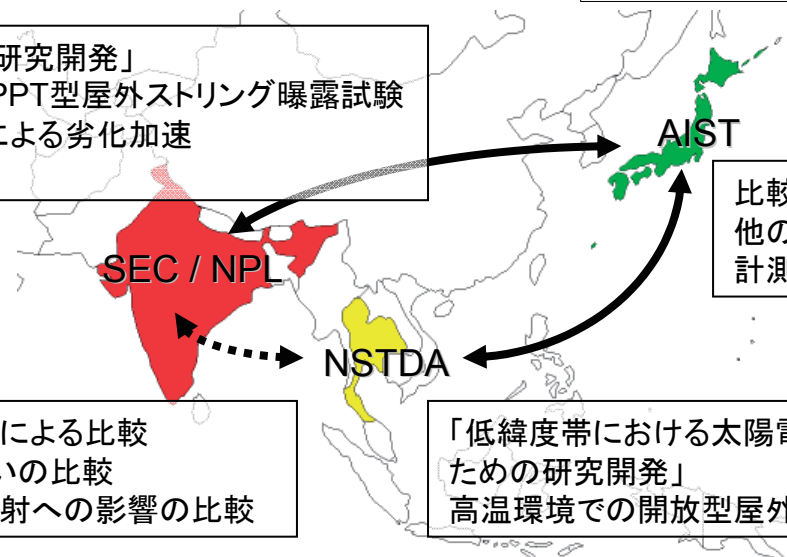 研究開発」
PPT型屋外ストリング曝露試験
による劣化加速
AIST
比較
他の
計測
SEC / NPL
NSTDA
による比較
いの比較
射への影響の比較
「低緯度帯における太陽電
ための研究開発」
高温環境での開放型屋外